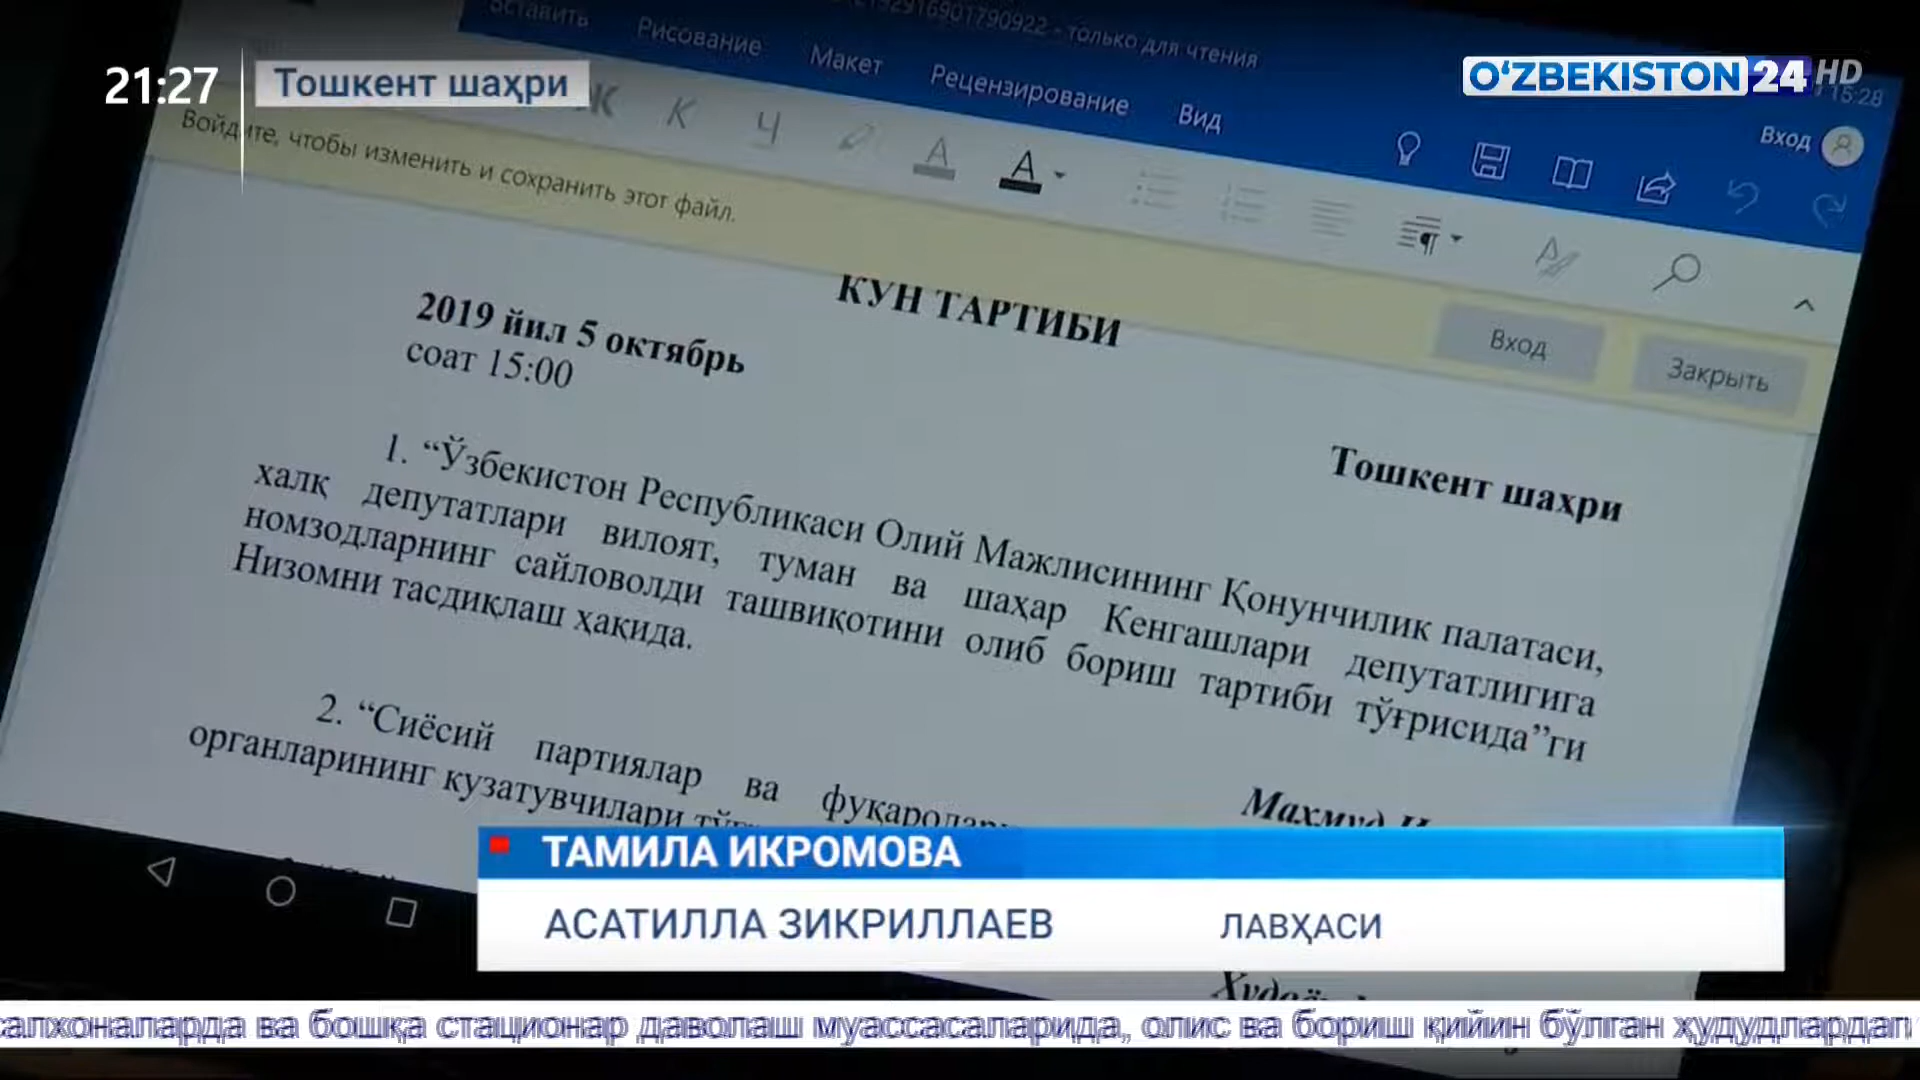 21:27
Тошкент шаҳри
O‘ZBEKISTON 24 HD
только для чтения
Вставить Рисование Макет Рецензирование Вид
15:28
Вход
Ж К Ч
Войдите, чтобы изменить и сохранить этот файл.
Вход Закрыть
КУН ТАРТИБИ
2019 йил 5 октябрь
соат 15:00
Тошкент шаҳри
1. “Ўзбекистон Республикаси Олий Мажлисининг Қонунчилик палатаси,
халқ депутатлари вилоят, туман ва шаҳар Кенгашлари депутатлигига
номзодларнинг сайловолди ташвиқотини олиб бориш тартиби тўғрисида”ги
Низомни тасдиқлаш ҳақида.
Махмуд
2. “Сиёсий партиялар ва
органларининг кузатувчилари
ТАМИЛА ИКРОМОВА
АСАТИЛЛА ЗИКРИЛЛАЕВ ЛАВҲАСИ
ва бошқа стационар даволаш муассасаларида, олис ва бориш қийин бўлган